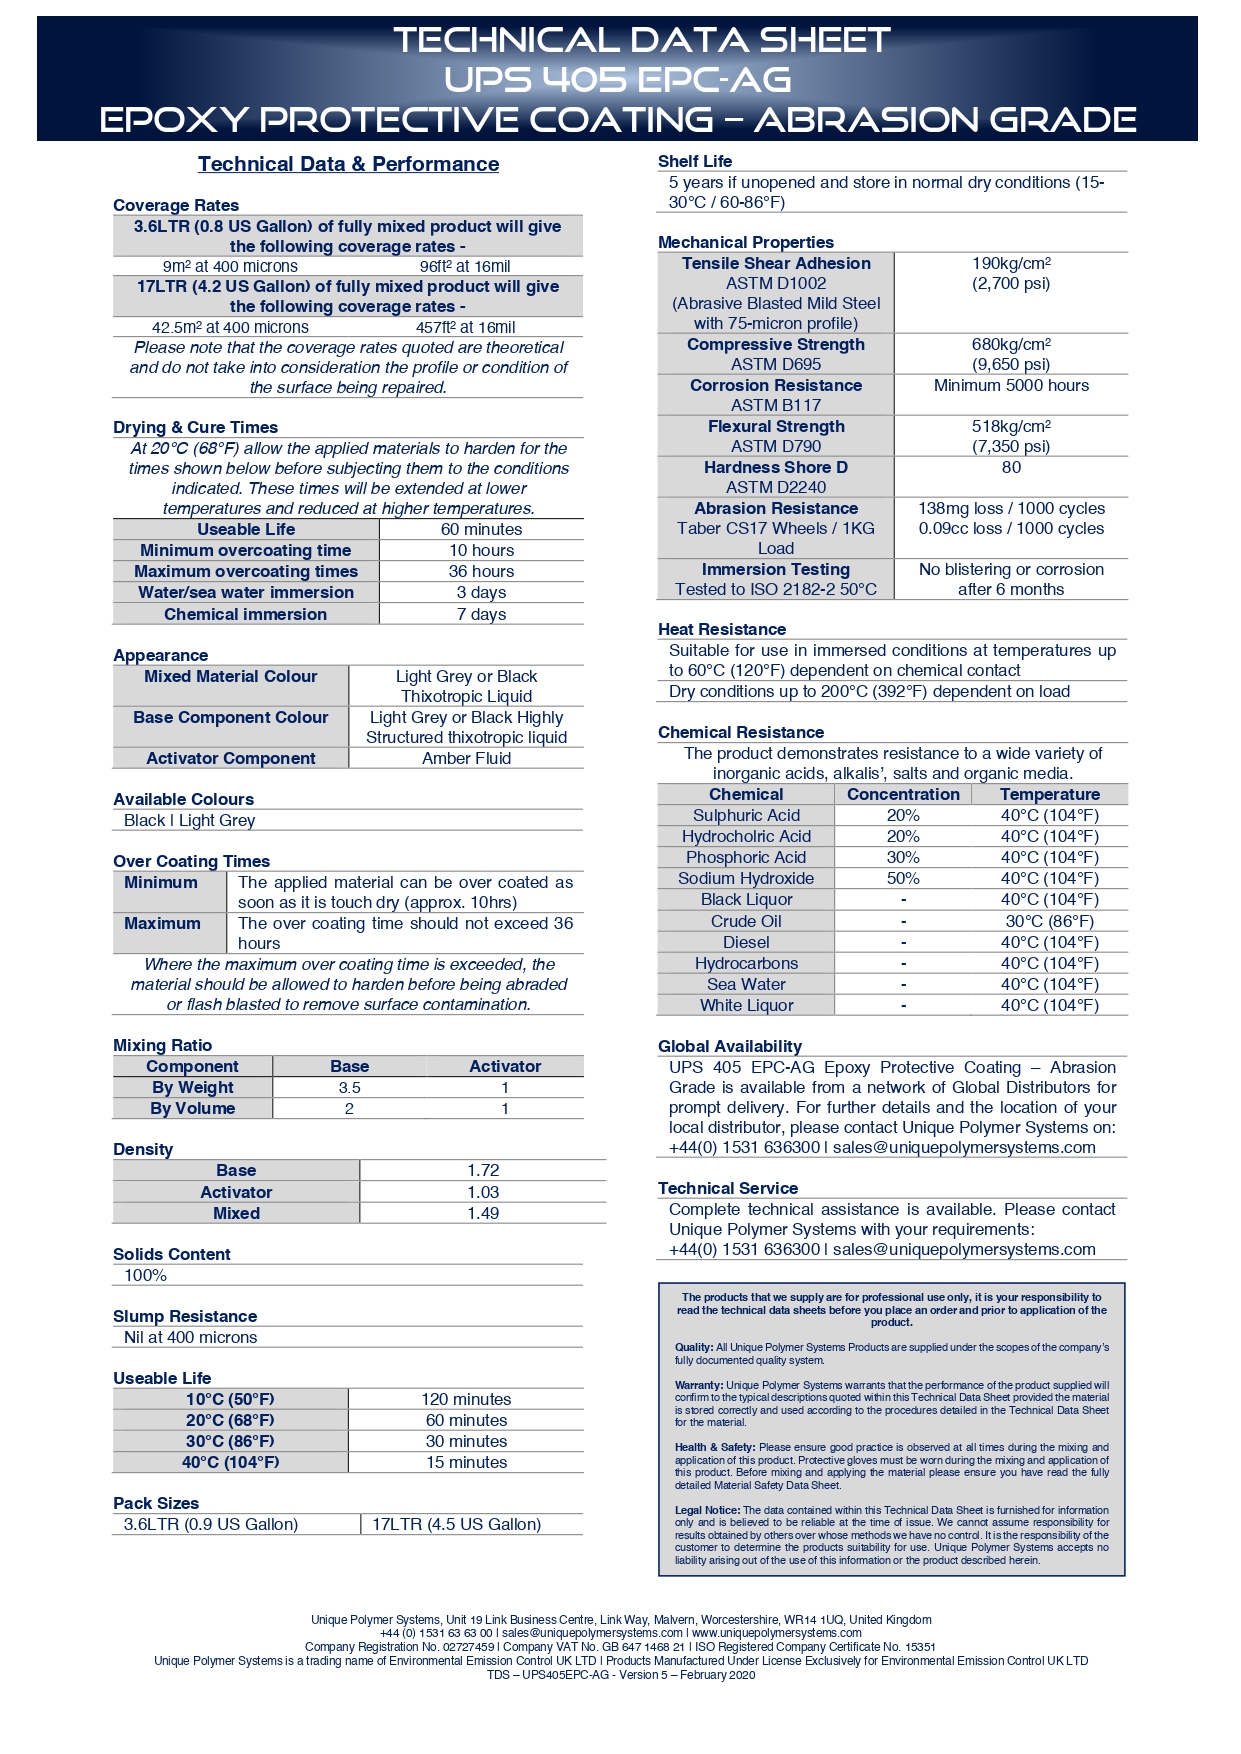 TECHNICAL DATA SHEET
UPS 405 EPC-AG
EPOXY PROTECTIVE COATING – ABRASION GRADE
Technical Data & Performance
Coverage Rates
3.6LTR (0.8 US Gallon) of fully mixed product will give
the following coverage rates -
9m² at 400 microns 96ft² at 16mil
17LTR (4.2 US Gallon) of fully mixed product will give
the following coverage rates -
42.5m² at 400 microns 457ft² at 16mil
Please note that the coverage rates quoted are theoretical
and do not take into consideration the profile or condition of
the surface being repaired.
Drying & Cure Times
At 20°C (68°F) allow the applied materials to harden for the
times shown below before subjecting them to the conditions
indicated. These times will be extended at lower
temperatures and reduced at higher temperatures.
Useable Life 60 minutes
Minimum overcoating time 10 hours
Maximum overcoating times 36 hours
Water/sea water immersion 3 days
Chemical immersion 7 days
Appearance
Mixed Material Colour Light Grey or Black
Thixotropic Liquid
Base Component Colour Light Grey or Black Highly
Structured thixotropic liquid
Activator Component Amber Fluid
Available Colours
Black | Light Grey
Over Coating Times
Minimum The applied material can be over coated as
soon as it is touch dry (approx. 10hrs)
Maximum The over coating time should not exceed 36
hours
Where the maximum over coating time is exceeded, the
material should be allowed to harden before being abraded
or flash blasted to remove surface contamination.
Mixing Ratio
Component Base Activator
By Weight 3.5 1
By Volume 2 1
Density
Base 1.72
Activator 1.03
Mixed 1.49
Solids Content
100%
Slump Resistance
Nil at 400 microns
Useable Life
10°C (50°F) 120 minutes
20°C (68°F) 60 minutes
30°C (86°F) 30 minutes
40°C (104°F) 15 minutes
Pack Sizes
3.6LTR (0.9 US Gallon) 17LTR (4.5 US Gallon)
Shelf Life
5 years if unopened and store in normal dry conditions (15-
30°C / 60-86°F)
Mechanical Properties
Tensile Shear Adhesion 190kg/cm²
ASTM D1002 (2,700 psi)
(Abrasive Blasted Mild Steel
with 75-micron profile)
Compressive Strength 680kg/cm²
ASTM D695 (9,650 psi)
Corrosion Resistance Minimum 5000 hours
ASTM B117
Flexural Strength 518kg/cm²
ASTM D790 (7,350 psi)
Hardness Shore D 80
ASTM D2240
Abrasion Resistance 138mg loss / 1000 cycles
Taber CS17 Wheels / 1KG 0.09cc loss / 1000 cycles
Load
Immersion Testing No blistering or corrosion
Tested to ISO 2182-2 50°C after 6 months
Heat Resistance
Suitable for use in immersed conditions at temperatures up
to 60°C (120°F) dependent on chemical contact
Dry conditions up to 200°C (392°F) dependent on load
Chemical Resistance
The product demonstrates resistance to a wide variety of
inorganic acids, alkalis’, salts and organic media.
Chemical Concentration Temperature
Sulphuric Acid 20% 40°C (104°F)
Hydrocholric Acid 20% 40°C (104°F)
Phosphoric Acid 30% 40°C (104°F)
Sodium Hydroxide 50% 40°C (104°F)
Black Liquor - 40°C (104°F)
Crude Oil - 30°C (86°F)
Diesel - 40°C (104°F)
Hydrocarbons - 40°C (104°F)
Sea Water - 40°C (104°F)
White Liquor - 40°C (104°F)
Global Availability
UPS 405 EPC-AG Epoxy Protective Coating – Abrasion
Grade is available from a network of Global Distributors for
prompt delivery. For further details and the location of your
local distributor, please contact Unique Polymer Systems on:
+44(0) 1531 636300 | sales@uniquepolymersystems.com
Technical Service
Complete technical assistance is available. Please contact
Unique Polymer Systems with your requirements:
+44(0) 1531 636300 | sales@uniquepolymersystems.com
The products that we supply are for professional use only, it is your responsibility to
read the technical data sheets before you place an order and prior to application of the
product.
Quality: All Unique Polymer Systems Products are supplied under the scopes of the company’s
fully documented quality system.
Warranty: Unique Polymer Systems warrants that the performance of the product supplied will
confirm to the typical descriptions quoted within this Technical Data Sheet provided the material
is stored correctly and used according to the procedures detailed in the Technical Data Sheet
for the material.
Health & Safety: Please ensure good practice is observed at all times during the mixing and
application of this product. Protective gloves must be worn during the mixing and application of
this product. Before mixing and applying the material please ensure you have read the fully
detailed Material Safety Data Sheet.
Legal Notice: The data contained within this Technical Data Sheet is furnished for information
only and is believed to be reliable at the time of issue. We cannot assume responsibility for
results obtained by others over whose methods we have no control. It is the responsibility of the
customer to determine the products suitability for use. Unique Polymer Systems accepts no
liability arising out of the use of this information or the product described herein.
Unique Polymer Systems, Unit 19 Link Business Centre, Link Way, Malvern, Worcestershire, WR14 1UQ, United Kingdom
+44 (0) 1531 63 63 00 | sales@uniquepolymersystems.com | www.uniquepolymersystems.com
Company Registration No. 02727459 | Company VAT No. GB 647 1468 21 | ISO Registered Company Certificate No. 15351
Unique Polymer Systems is a trading name of Environmental Emission Control UK LTD | Products Manufactured Under License Exclusively for Environmental Emission Control UK LTD
TDS – UPS405EPC-AG - Version 5 – February 2020